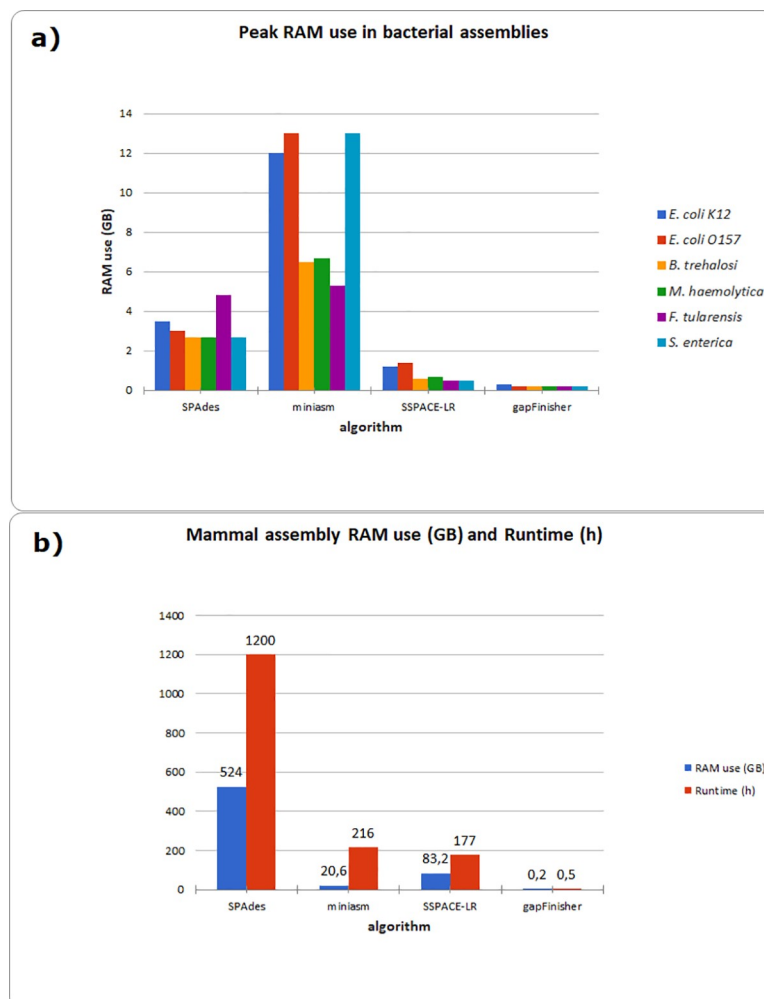 a)
Peak RAM use in bacterial assemblies
14
12
10
8
6
4
2
0
RAM use (GB)
SPAdes
miniasm
SSPACE-LR
gapFinisher
algorithm
E. coli K12
E. coli O157
B. trehalosi
M. haemolytica
F. tularensis
S. enterica
b)
Mammal assembly RAM use (GB) and Runtime (h)
1400
1200
1000
800
600
400
200
0
524
1200
20,6
216
83,2
177
0,2
0,5
SPAdes
miniasm
SSPACE-LR
gapFinisher
algorithm
RAM use (GB)
Runtime (h)